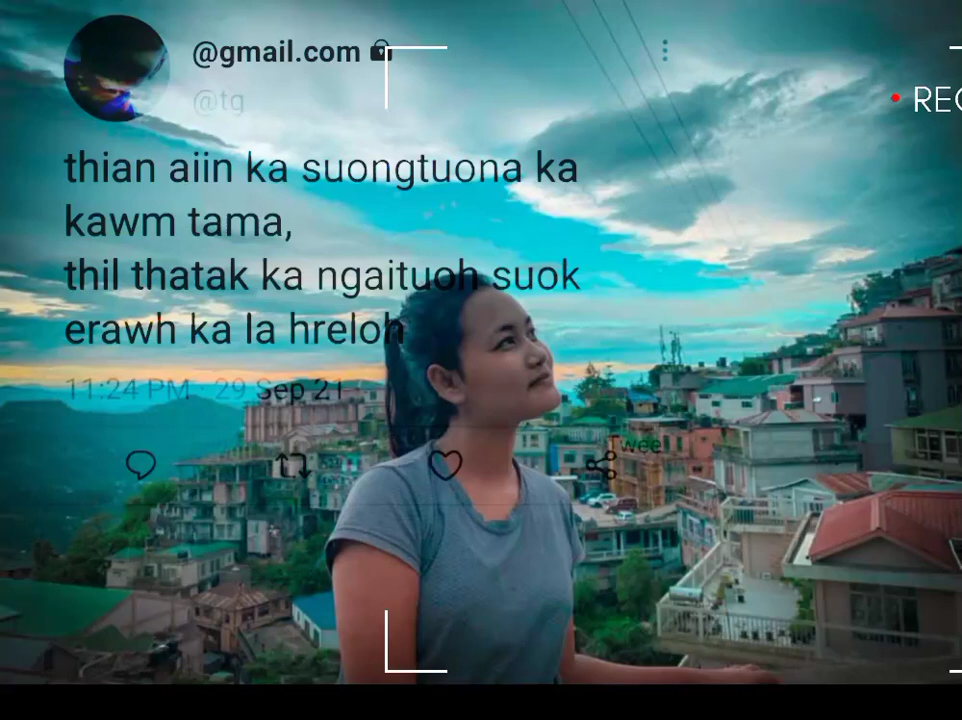 @gmail.com
@tg
REC
thian aiin ka suongtuona ka
kawm tama,
thil thatak ka ngaituoh suok
erawh ka la hreloh
11:24 PM · 29 Sep 21
Twee